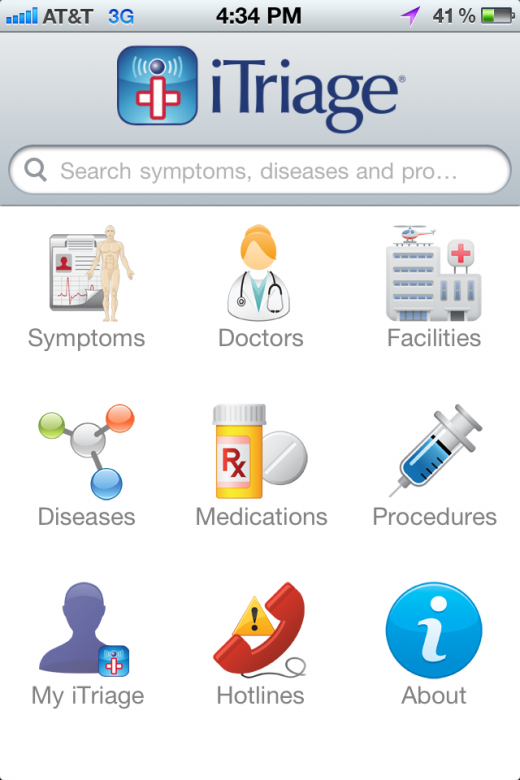 AT&T 3G 4:34 PM 41 %
iTriage®
Search symptoms, diseases and pro…
Symptoms Doctors Facilities
Rx
Diseases Medications Procedures
i
My iTriage Hotlines About